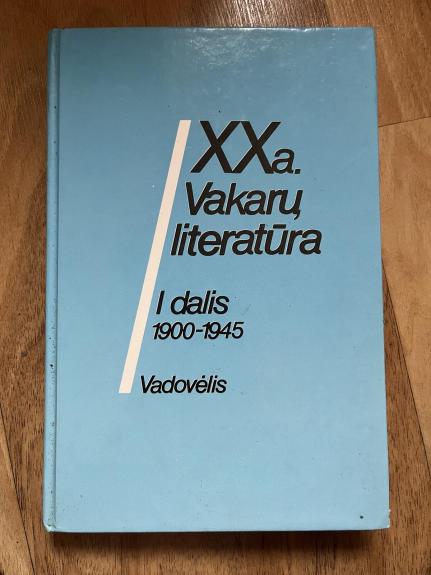 XXa.
Vakarų
literatūra
I dalis
1900-1945
Vadovėlis